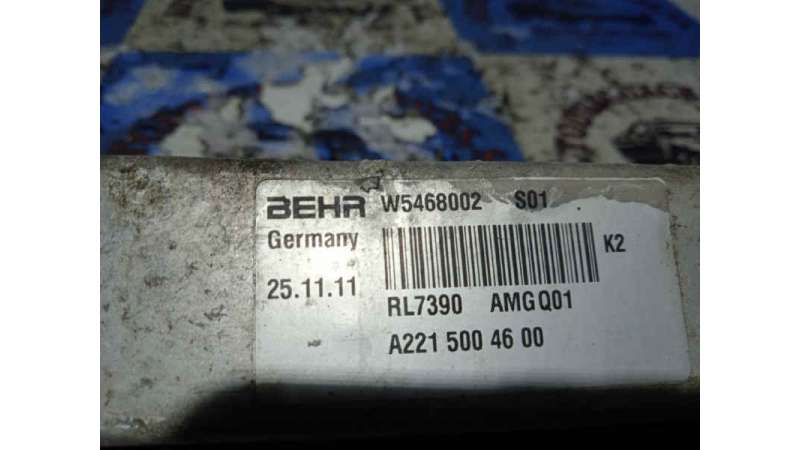 BEHR W5468002 S01
Germany K2
25.11.11
RL7390 AMG Q01
A221 500 46 00